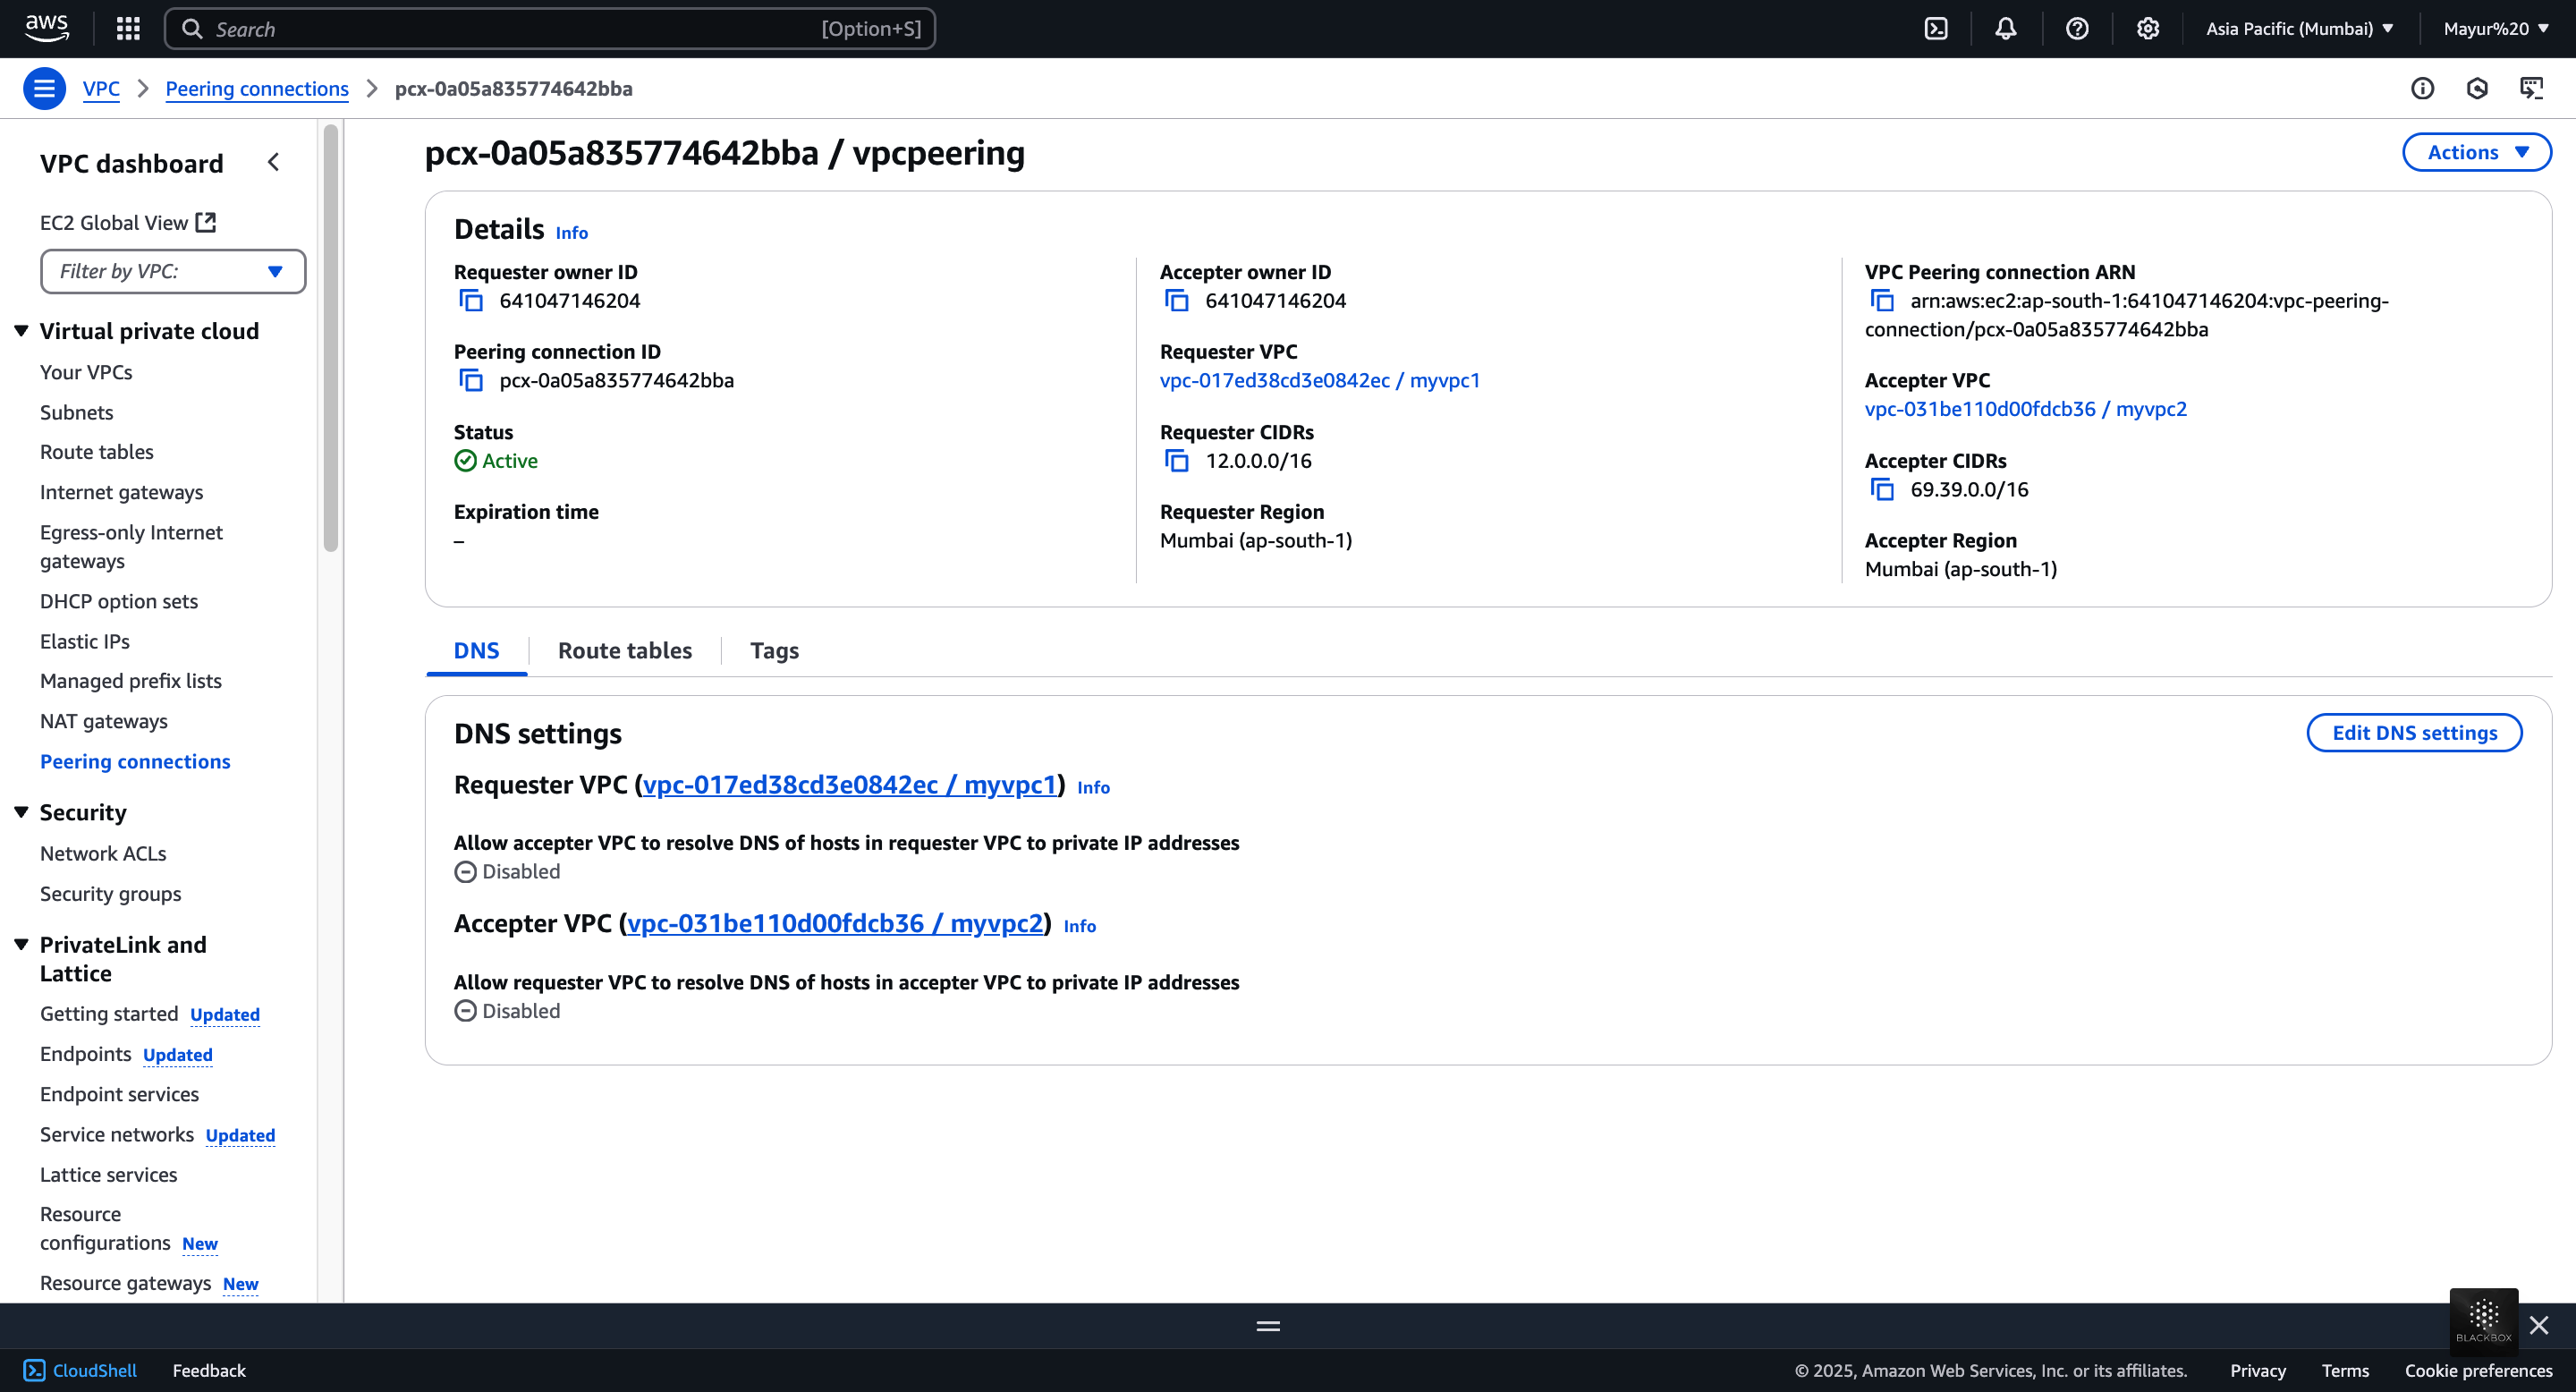 aws
Search
[Option+S]
Asia Pacific (Mumbai)
Mayur%20
VPC
Peering connections
pcx-0a05a835774642bba
VPC dashboard
EC2 Global View
Filter by VPC:
Virtual private cloud
Your VPCs
Subnets
Route tables
Internet gateways
Egress-only Internet
gateways
DHCP option sets
Elastic IPs
Managed prefix lists
NAT gateways
Peering connections
Security
Network ACLs
Security groups
PrivateLink and
Lattice
Getting started Updated
Endpoints Updated
Endpoint services
Service networks Updated
Lattice services
Resource
configurations New
Resource gateways New
pcx-0a05a835774642bba / vpcpeering
Actions
Details Info
Requester owner ID
641047146204
Peering connection ID
pcx-0a05a835774642bba
Status
Active
Expiration time
–
Accepter owner ID
641047146204
Requester VPC
vpc-017ed38cd3e0842ec / myvpc1
Requester CIDRs
12.0.0.0/16
Requester Region
Mumbai (ap-south-1)
VPC Peering connection ARN
arn:aws:ec2:ap-south-1:641047146204:vpc-peering-
connection/pcx-0a05a835774642bba
Accepter VPC
vpc-031be110d00fdcb36 / myvpc2
Accepter CIDRs
69.39.0.0/16
Accepter Region
Mumbai (ap-south-1)
DNS
Route tables
Tags
DNS settings
Edit DNS settings
Requester VPC (vpc-017ed38cd3e0842ec / myvpc1) Info
Allow accepter VPC to resolve DNS of hosts in requester VPC to private IP addresses
Disabled
Accepter VPC (vpc-031be110d00fdcb36 / myvpc2) Info
Allow requester VPC to resolve DNS of hosts in accepter VPC to private IP addresses
Disabled
BLACKBOX
CloudShell
Feedback
© 2025, Amazon Web Services, Inc. or its affiliates.
Privacy
Terms
Cookie preferences